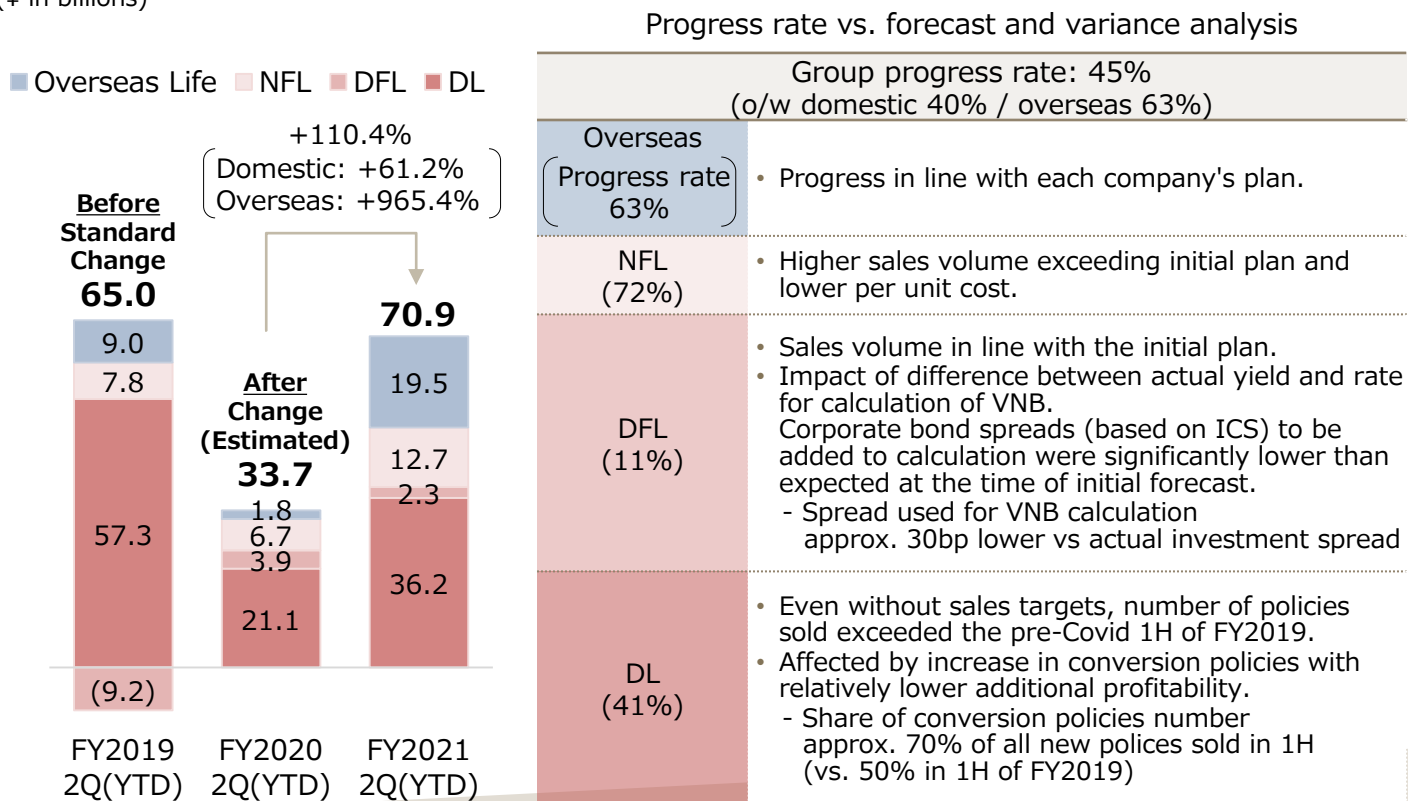 in billions)
Progress rate vs. forecast and variance analysis
Group progress rate: 45%
(o/w domestic 40% / overseas 63%)
Overseas Life NFL DFL DL
+110.4%
Domestic: +61.2%
Overseas: +965.4%
Before
Standard
Change
65.0
9.0
7.8
57.3
(9.2)
After
Change
(Estimated)
33.7
1.8
6.7
3.9
21.1
70.9
19.5
12.7
2.3
36.2
FY2019
2Q(YTD)
FY2020
2Q(YTD)
FY2021
2Q(YTD)
Overseas
Progress rate
63%
• Progress in line with each company's plan.
NFL
(72%)
• Higher sales volume exceeding initial plan and
lower per unit cost.
DFL
(11%)
• Sales volume in line with the initial plan.
• Impact of difference between actual yield and rate
for calculation of VNB.
Corporate bond spreads (based on ICS) to be
added to calculation were significantly lower than
expected at the time of initial forecast.
- Spread used for VNB calculation
approx. 30bp lower vs actual investment spread
DL
(41%)
• Even without sales targets, number of policies
sold exceeded the pre-Covid 1H of FY2019.
• Affected by increase in conversion policies with
relatively lower additional profitability.
- Share of conversion policies number
approx. 70% of all new polices sold in 1H
(vs. 50% in 1H of FY2019)